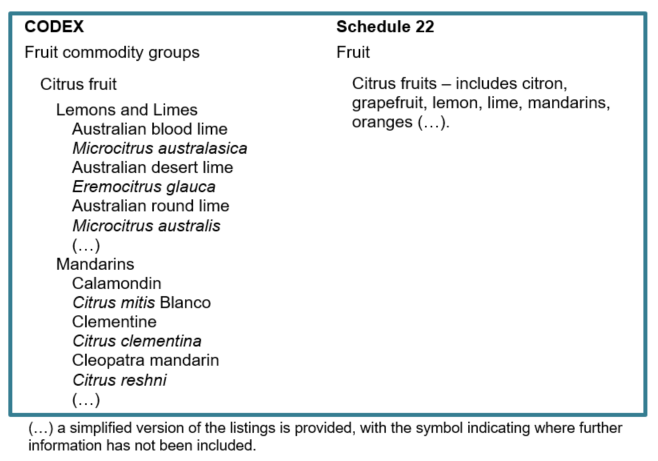 CODEX
Fruit commodity groups
Citrus fruit
Lemons and Limes
Australian blood lime
Microcitrus australasica
Australian desert lime
Eremocitrus glauca
Australian round lime
Microcitrus australis
(…)
Mandarins
Calamondin
Citrus mitis Blanco
Clementine
Citrus clementina
Cleopatra mandarin
Citrus reshni
(…)
Schedule 22
Fruit
Citrus fruits – includes citron,
grapefruit, lemon, lime, mandarins,
oranges (…).
(…) a simplified version of the listings is provided, with the symbol indicating where further
information has not been included.